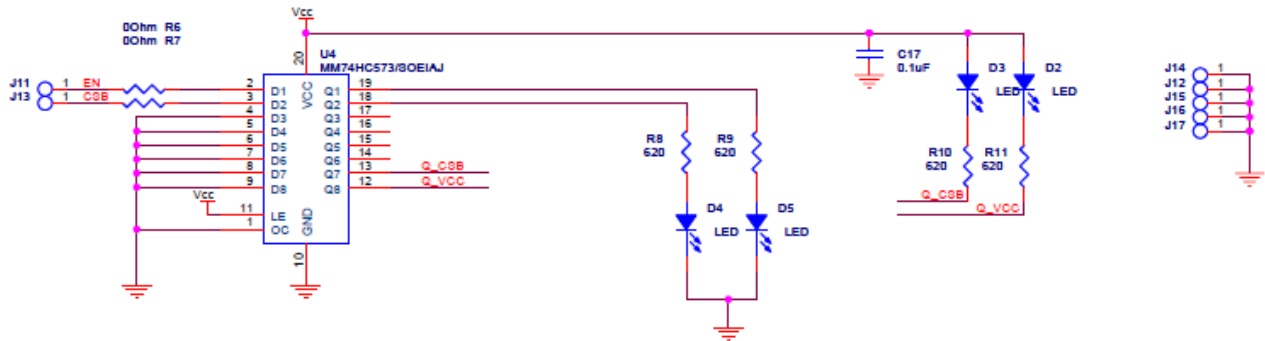 Vcc
0Ohm R6
0Ohm R7
U4
MM74HC573/SOEIAJ
20
J11 1 EN
J13 1 CSB
2 D1 VCC Q1 19
3 D2 Q2 18
4 D3 Q3 17
5 D4 Q4 16
6 D5 Q5 15
7 D6 Q6 14
8 D7 Q7 13 Q_CSB
9 D8 Q8 12 Q_VCC
Vcc
11 LE
1 OC GND
10
R8
620
R9
620
D4
LED
D5
LED
C17
0.1uF
D3
LED
D2
LED
R10
620
R11
620
Q_CSB
Q_VCC
J14 1
J12 1
J15 1
J16 1
J17 1